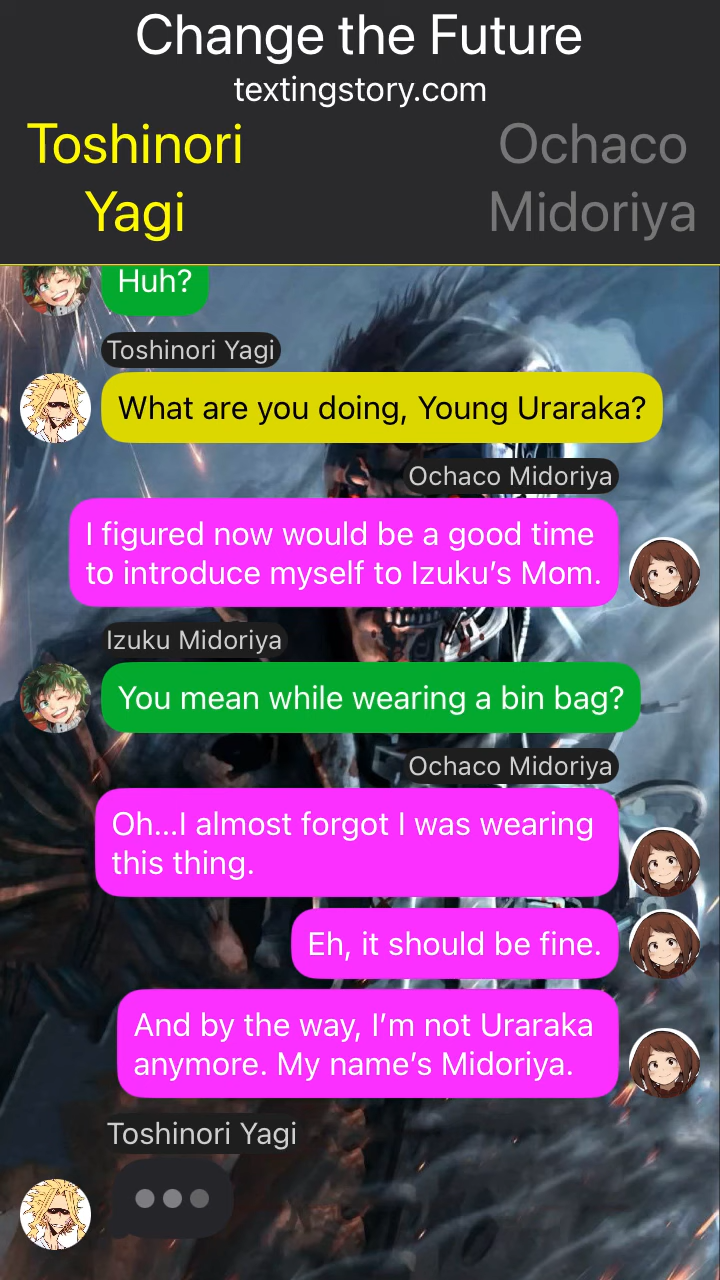 Change the Future
textingstory.com
Toshinori
Yagi
Ochaco
Midoriya
Huh?
Toshinori Yagi
What are you doing, Young Uraraka?
Ochaco Midoriya
I figured now would be a good time
to introduce myself to Izuku’s Mom.
Izuku Midoriya
You mean while wearing a bin bag?
Ochaco Midoriya
Oh...I almost forgot I was wearing
this thing.
Eh, it should be fine.
And by the way, I’m not Uraraka
anymore. My name’s Midoriya.
Toshinori Yagi